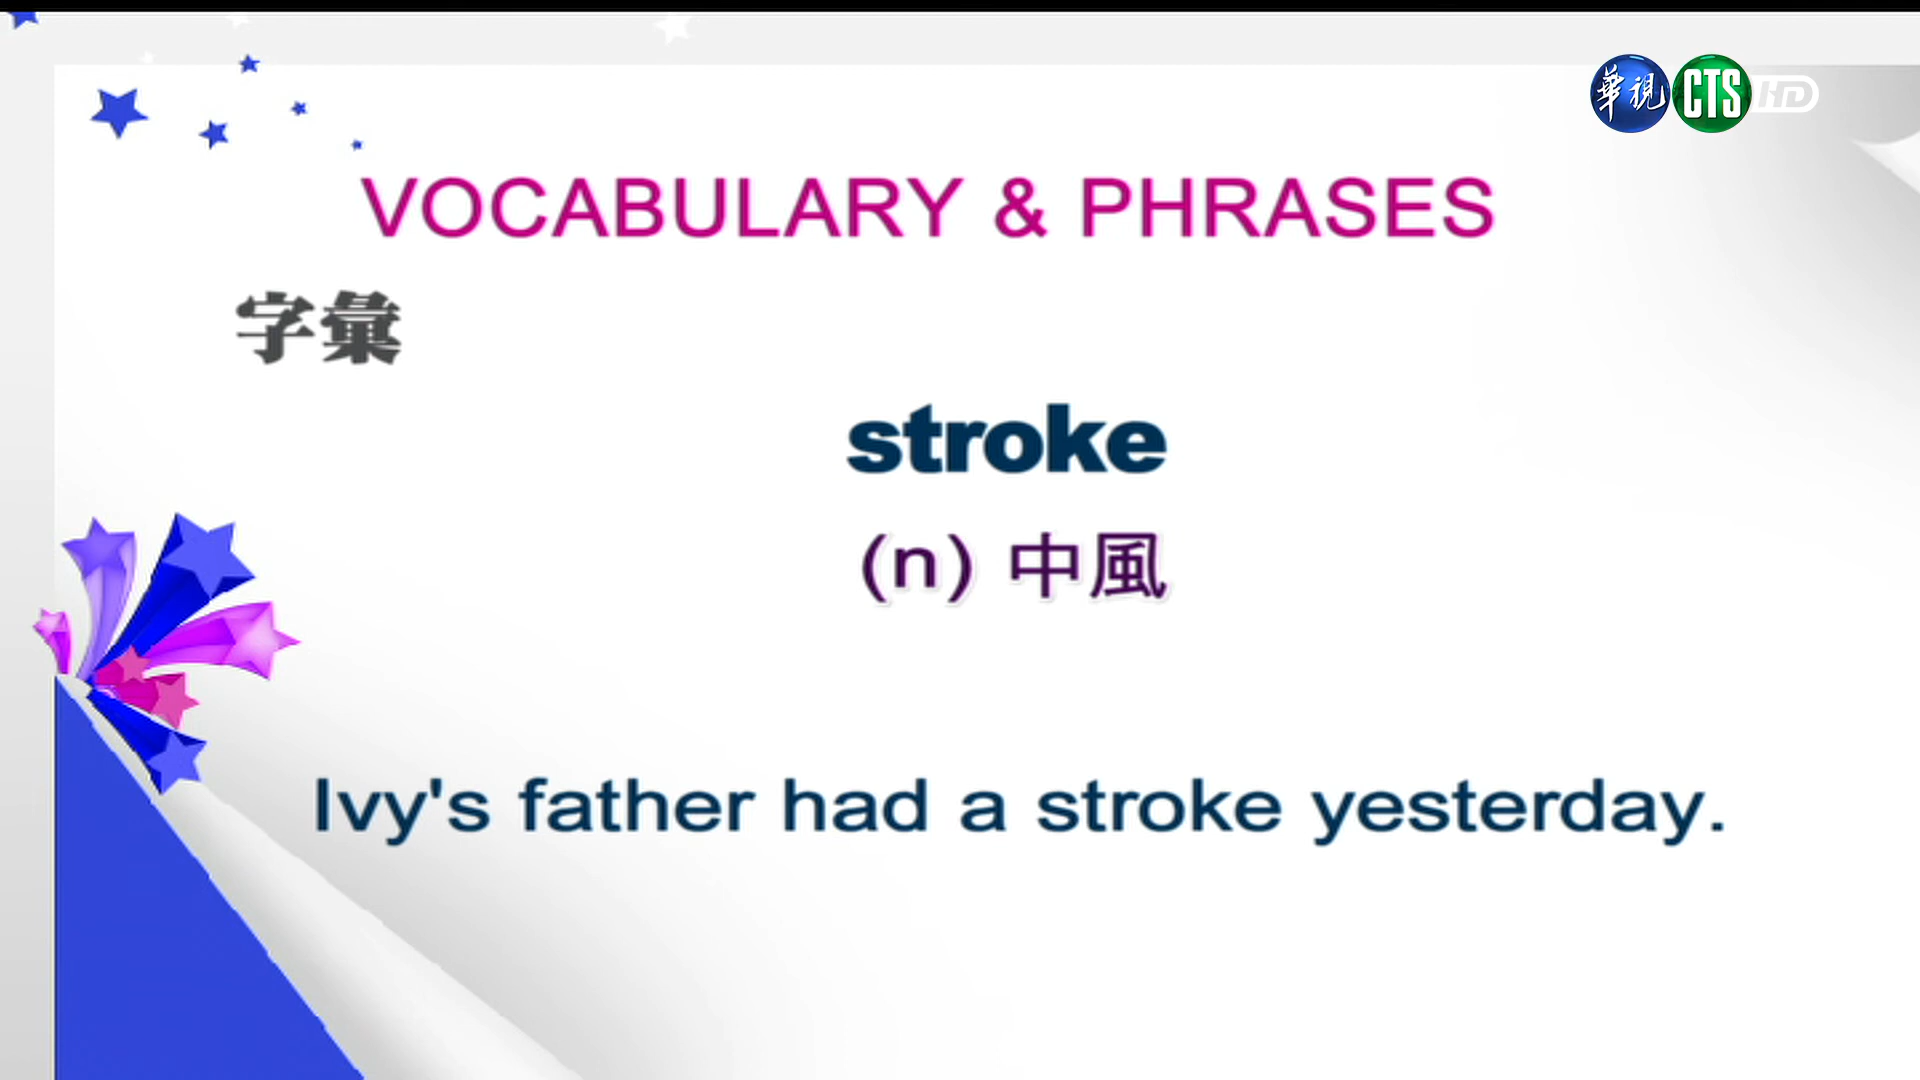 華視 CTS HD
VOCABULARY & PHRASES
字彙
stroke
(n) 中風
Ivy's father had a stroke yesterday.